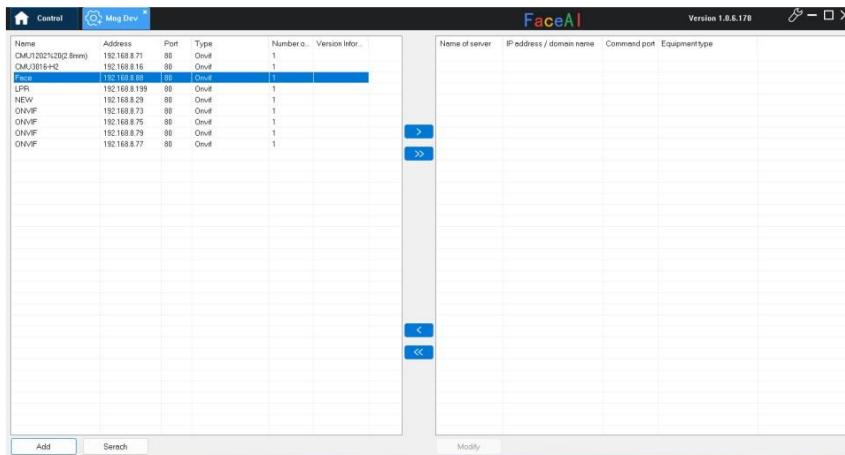 Control Mng Dev FaceAI Version 1.0.6.178
Name Address Port Type Number o... Version Infor...
CMU1202%20(2.8mm) 192.168.8.71 80 Onvif 1
CMU3016-H2 192.168.8.16 80 Onvif 1
Face 192.168.8.88 80 Onvif 1
LPR 192.168.8.199 80 Onvif 1
NEW 192.168.8.29 80 Onvif 1
ONVIF 192.168.8.73 80 Onvif 1
ONVIF 192.168.8.75 80 Onvif 1
ONVIF 192.168.8.79 80 Onvif 1
ONVIF 192.168.8.77 80 Onvif 1
Name of server IP address / domain name Command port Equipment type
>
>>
<
<<
Add Serach Modify